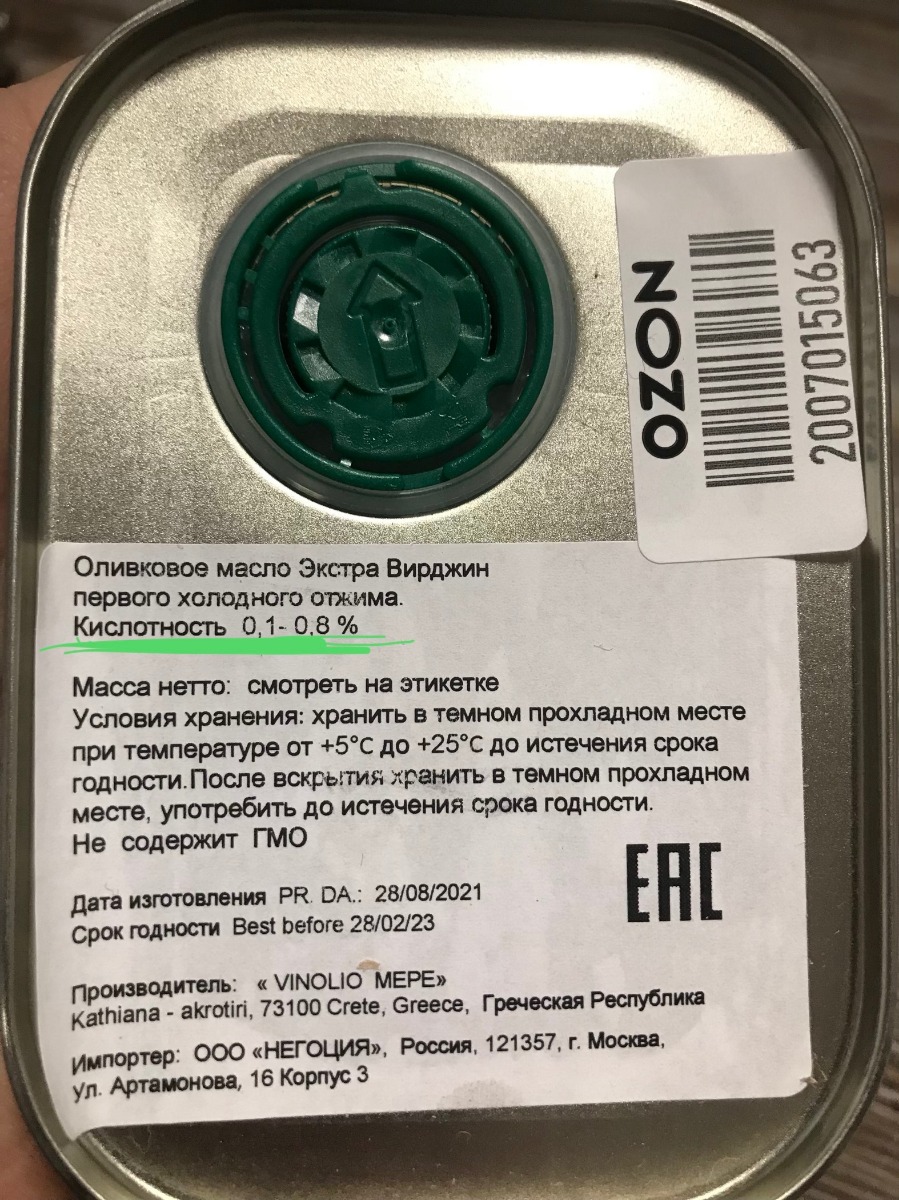 OZON
2007015063
Оливковое масло Экстра Вирджин
первого холодного отжима.
Кислотность 0,1- 0,8 %
Масса нетто: смотреть на этикетке
Условия хранения: хранить в темном прохладном месте
при температуре от +5°C до +25°C до истечения срока
годности.После вскрытия хранить в темном прохладном
месте, употребить до истечения срока годности.
Не содержит ГМО
EAC
Дата изготовления PR. DA.: 28/08/2021
Срок годности Best before 28/02/23
Производитель: « VINOLIO MEPE»
Kathiana - akrotiri, 73100 Crete, Greece, Греческая Республика
Импортер: ООО «НЕГОЦИЯ», Россия, 121357, г. Москва,
ул. Артамонова, 16 Корпус 3